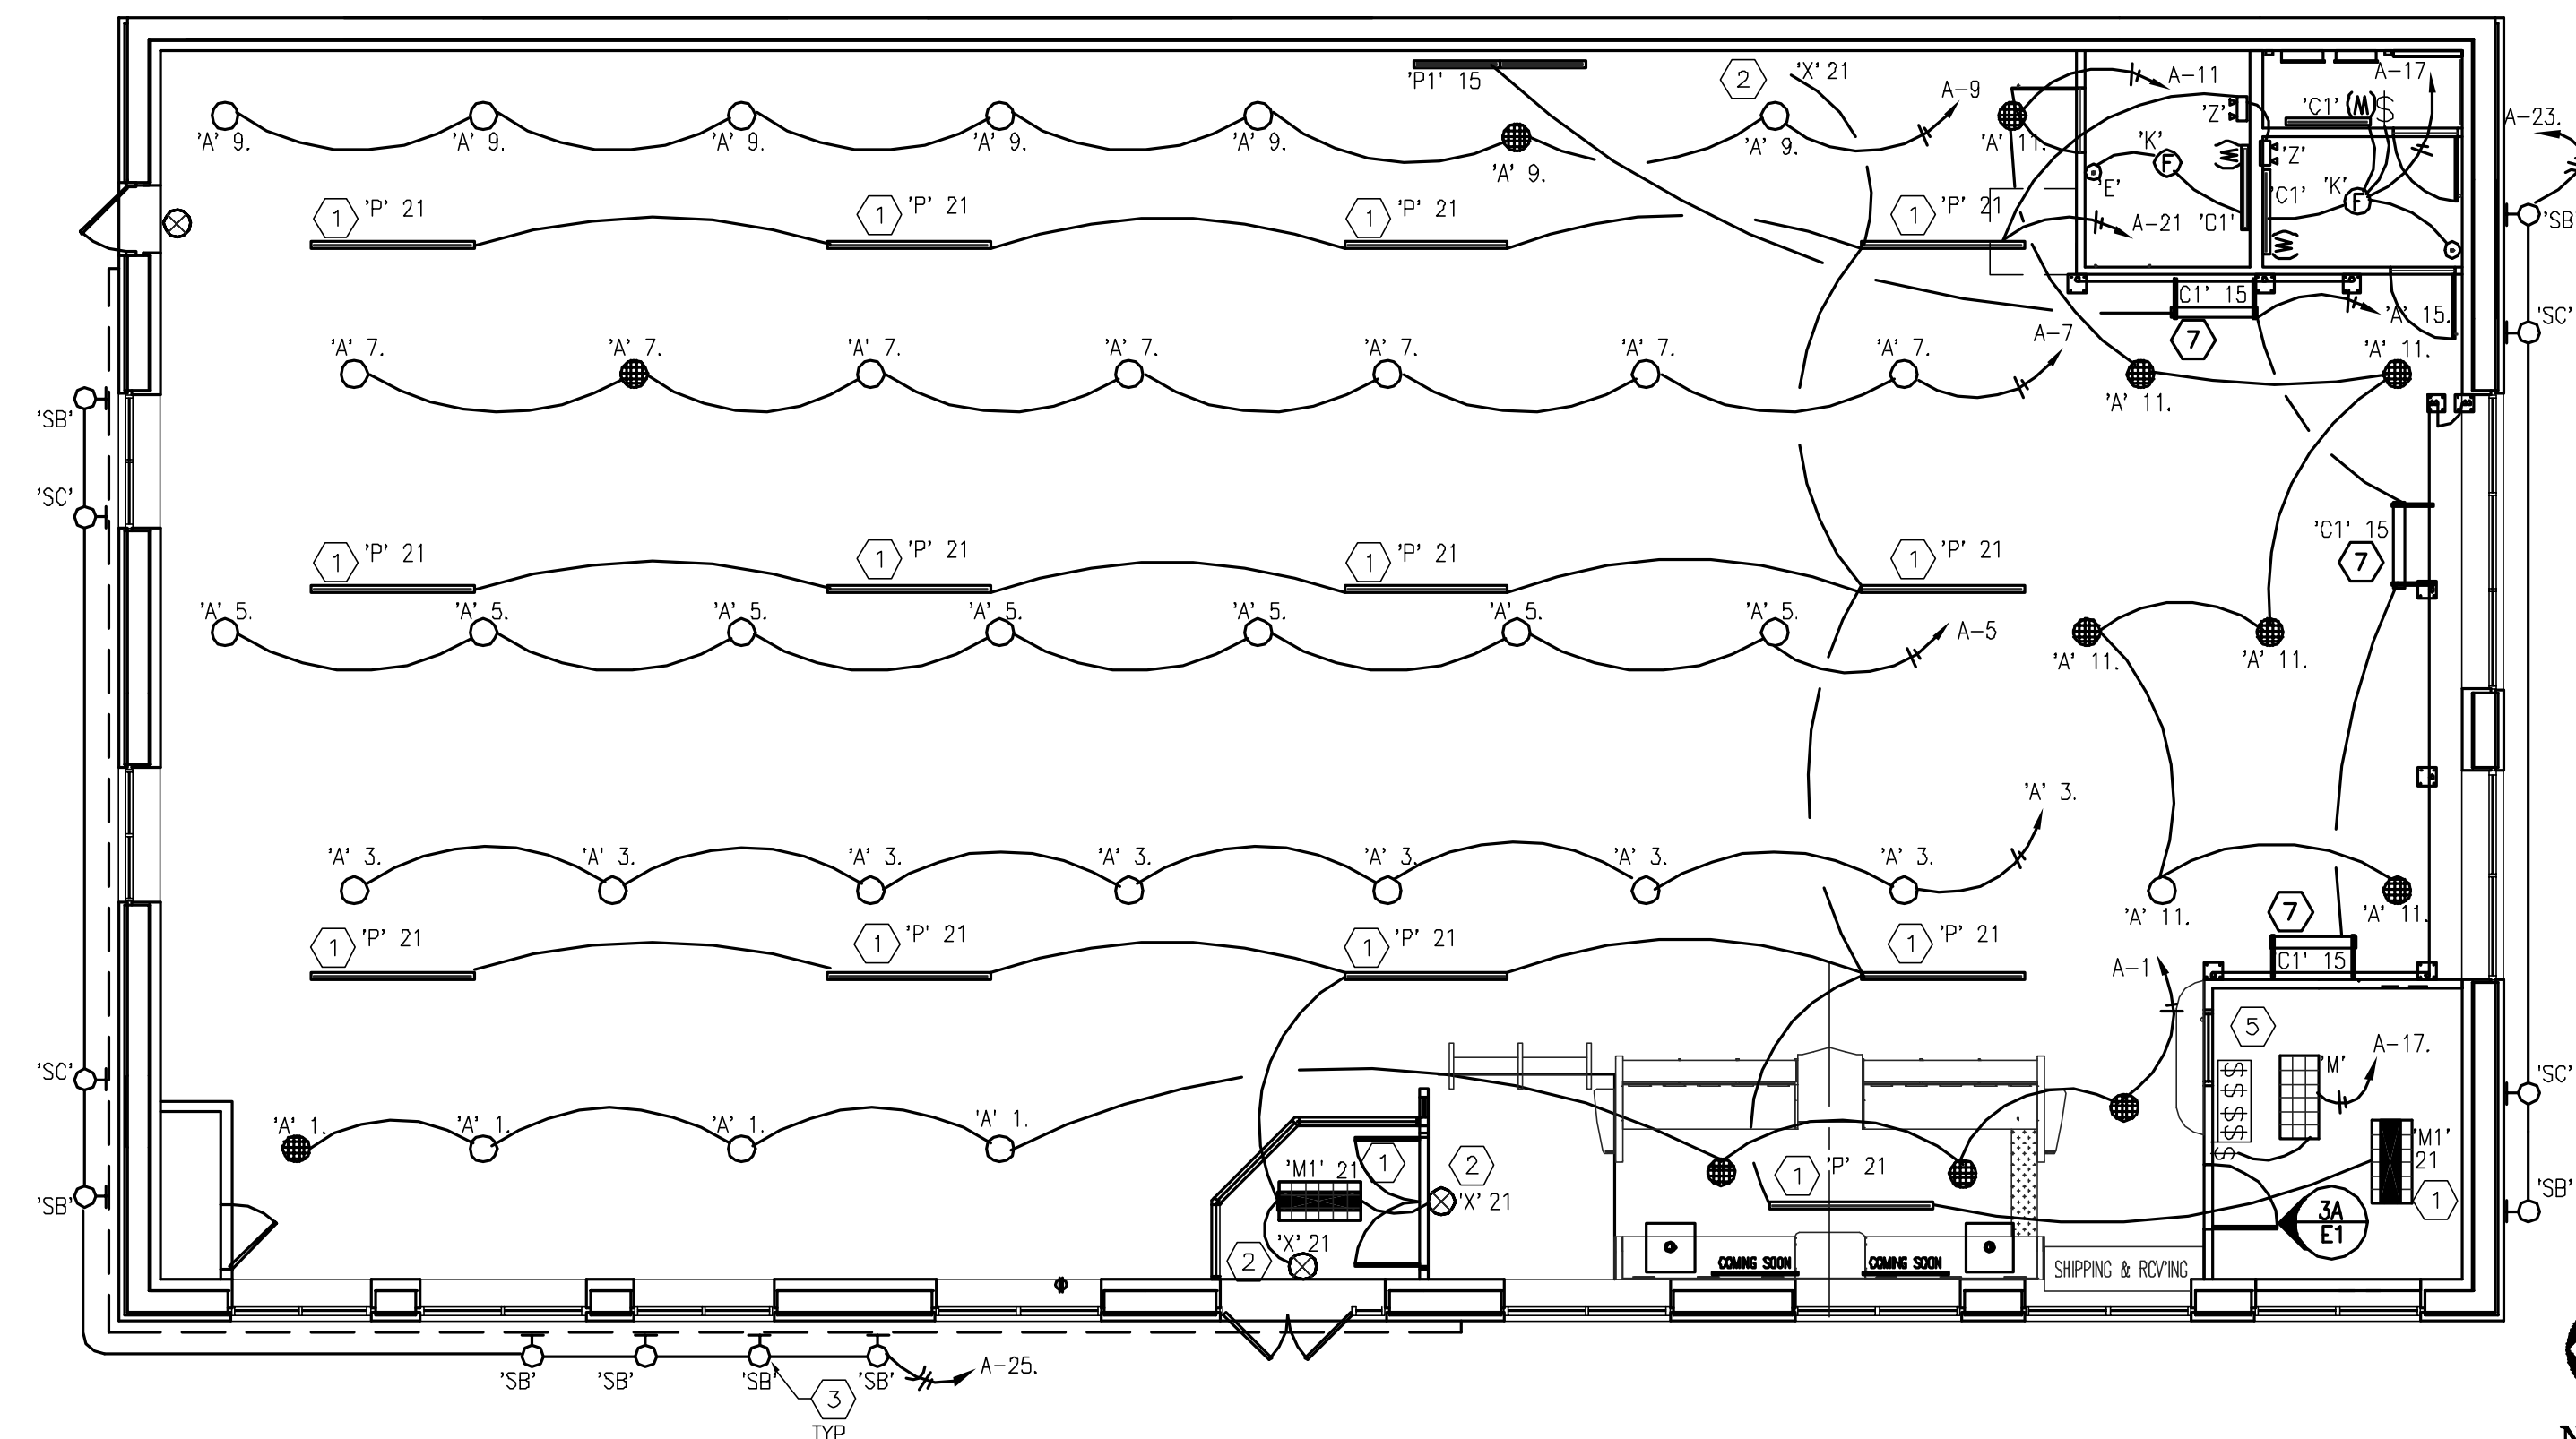 'P1' 15
2
'X' 21
A-9
A-11
A-17
'Z'
'C1' (M) $
A-23.
'A' 9.
'A' 9.
'A' 9.
'A' 9.
'A' 9.
'A' 9.
'A' 9.
'A' 11.
'K'
F
(M)
'Z'
'E'
'C1'
'K'
F
1
'P' 21
1
'P' 21
1
'P' 21
1
'P' 21
A-21
'C1'
(M)
'SB'
C1' 15
'A' 15.
'SC'
7
'A' 7.
'A' 7.
'A' 7.
'A' 7.
'A' 7.
'A' 7.
'A' 7.
A-7
'A' 11.
'A' 11.
'SB'
'SC'
'C1' 15
7
1
'P' 21
1
'P' 21
1
'P' 21
1
'P' 21
'A' 5.
'A' 5.
'A' 5.
'A' 5.
'A' 5.
'A' 5.
'A' 5.
A-5
'A' 11.
'A' 11.
'A' 3.
'A' 3.
'A' 3.
'A' 3.
'A' 3.
'A' 3.
'A' 3.
'A' 3.
'A' 11.
7
'A' 11.
1
'P' 21
1
'P' 21
1
'P' 21
1
'P' 21
C1' 15
A-1
5
'M'
A-17.
'SC'
'SC'
$
$
$
$
$
'A' 1.
'A' 1.
'A' 1.
'A' 1.
'M1' 21
1
2
'X' 21
1
'P' 21
'M1'
21
1
'SB'
'SB'
'X' 21
2
3A
E1
COMING SOON
COMING SOON
SHIPPING & RCV'ING
'SB'
'SB'
'SB'
'SB'
A-25.
3
TYP
N